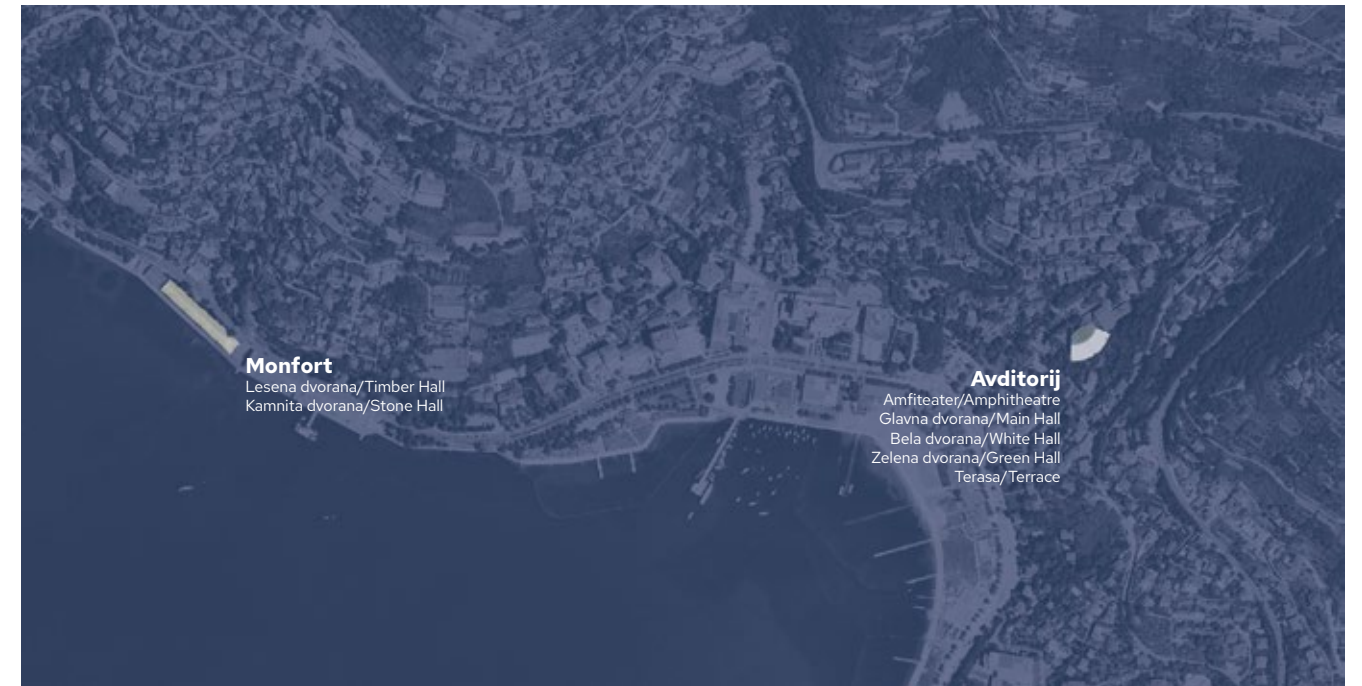 Monfort
Lesena dvorana/Timber Hall
Kamnita dvorana/Stone Hall
Avditorij
Amfiteater/Amphitheatre
Glavna dvorana/Main Hall
Bela dvorana/White Hall
Zelena dvorana/Green Hall
Terasa/Terrace